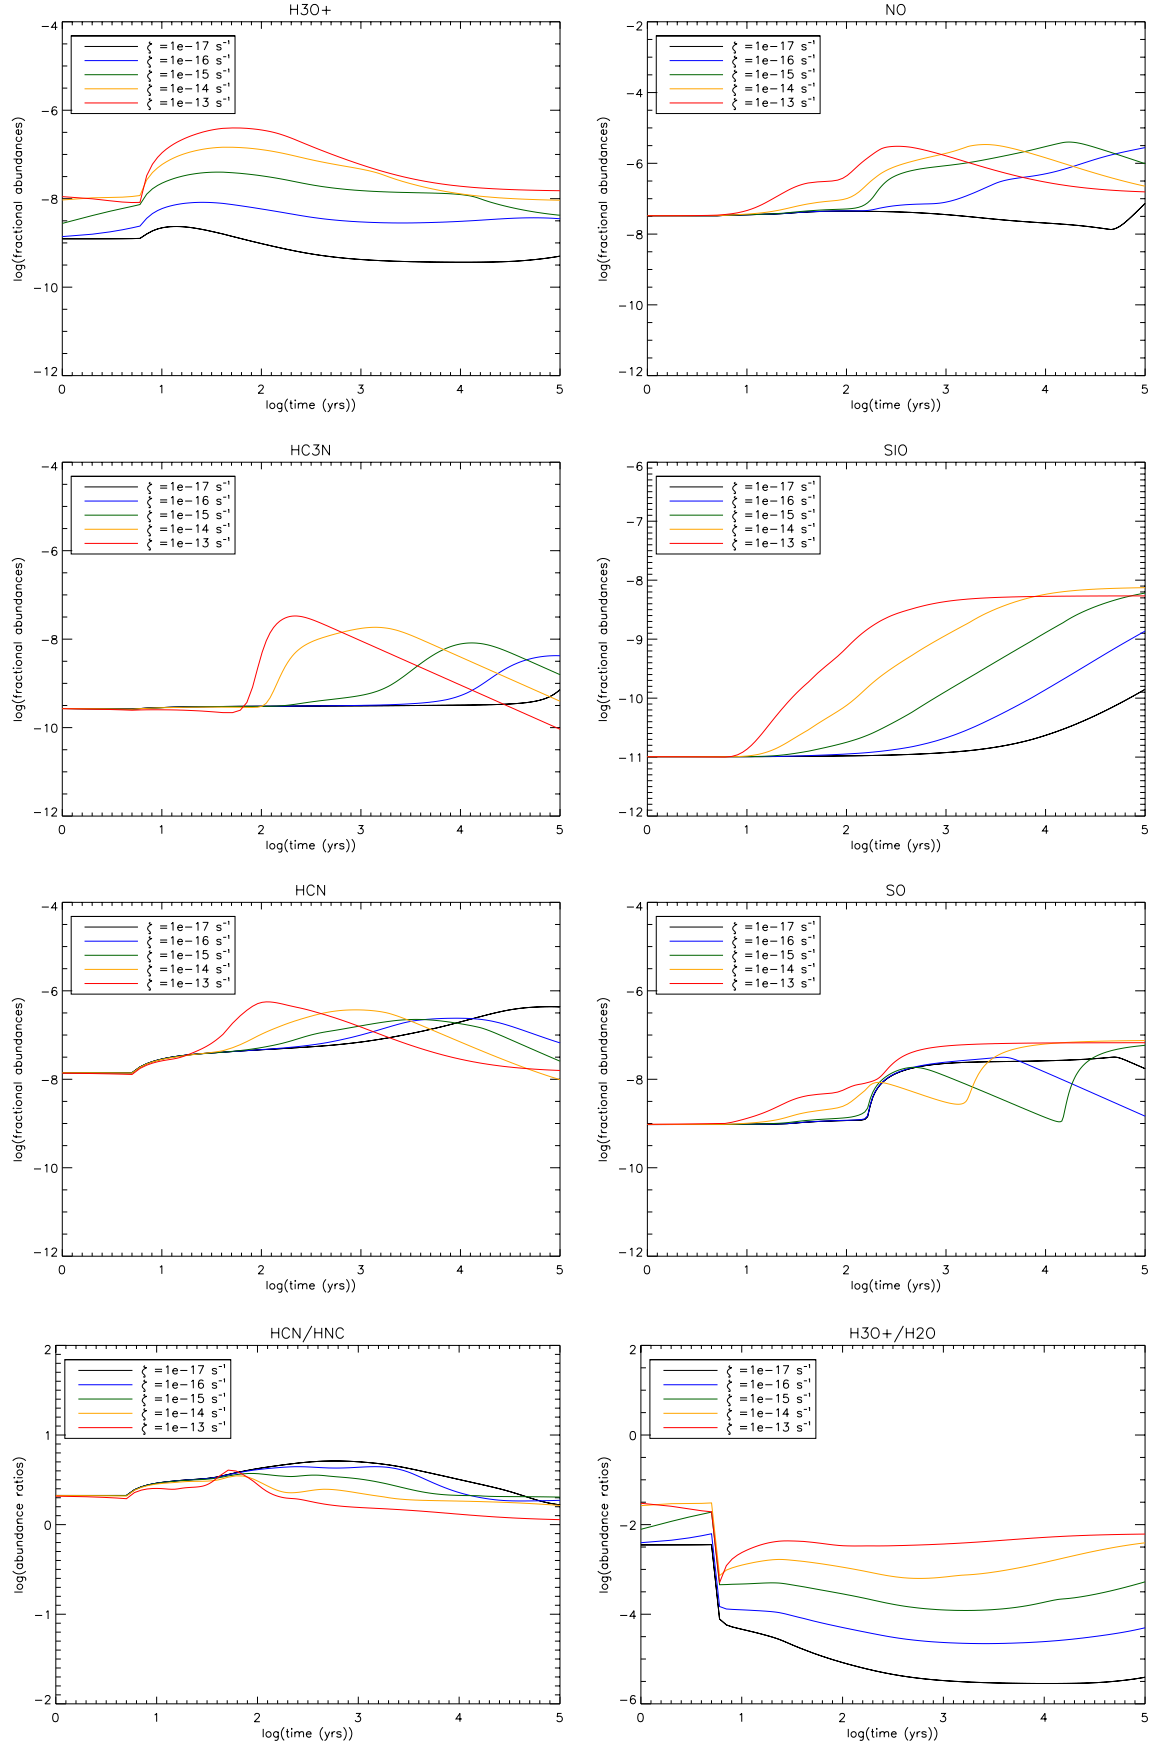 H3O+
-4
-6
-8
-10
-12
log(fractional abundances)
ζ =1e-17 s⁻¹
ζ =1e-16 s⁻¹
ζ =1e-15 s⁻¹
ζ =1e-14 s⁻¹
ζ =1e-13 s⁻¹
0 1 2 3 4 5
log(time (yrs))
NO
-2
-4
-6
-8
-10
-12
log(fractional abundances)
ζ =1e-17 s⁻¹
ζ =1e-16 s⁻¹
ζ =1e-15 s⁻¹
ζ =1e-14 s⁻¹
ζ =1e-13 s⁻¹
0 1 2 3 4 5
log(time (yrs))
HC3N
-4
-6
-8
-10
-12
log(fractional abundances)
ζ =1e-17 s⁻¹
ζ =1e-16 s⁻¹
ζ =1e-15 s⁻¹
ζ =1e-14 s⁻¹
ζ =1e-13 s⁻¹
0 1 2 3 4 5
log(time (yrs))
SIO
-6
-7
-8
-9
-10
-11
-12
log(fractional abundances)
ζ =1e-17 s⁻¹
ζ =1e-16 s⁻¹
ζ =1e-15 s⁻¹
ζ =1e-14 s⁻¹
ζ =1e-13 s⁻¹
0 1 2 3 4 5
log(time (yrs))
HCN
-4
-6
-8
-10
-12
log(fractional abundances)
ζ =1e-17 s⁻¹
ζ =1e-16 s⁻¹
ζ =1e-15 s⁻¹
ζ =1e-14 s⁻¹
ζ =1e-13 s⁻¹
0 1 2 3 4 5
log(time (yrs))
SO
-4
-6
-8
-10
-12
log(fractional abundances)
ζ =1e-17 s⁻¹
ζ =1e-16 s⁻¹
ζ =1e-15 s⁻¹
ζ =1e-14 s⁻¹
ζ =1e-13 s⁻¹
0 1 2 3 4 5
log(time (yrs))
HCN/HNC
2
1
0
-1
-2
log(abundance ratios)
ζ =1e-17 s⁻¹
ζ =1e-16 s⁻¹
ζ =1e-15 s⁻¹
ζ =1e-14 s⁻¹
ζ =1e-13 s⁻¹
0 1 2 3 4 5
log(time (yrs))
H3O+/H2O
2
0
-2
-4
-6
log(abundance ratios)
ζ =1e-17 s⁻¹
ζ =1e-16 s⁻¹
ζ =1e-15 s⁻¹
ζ =1e-14 s⁻¹
ζ =1e-13 s⁻¹
0 1 2 3 4 5
log(time (yrs))